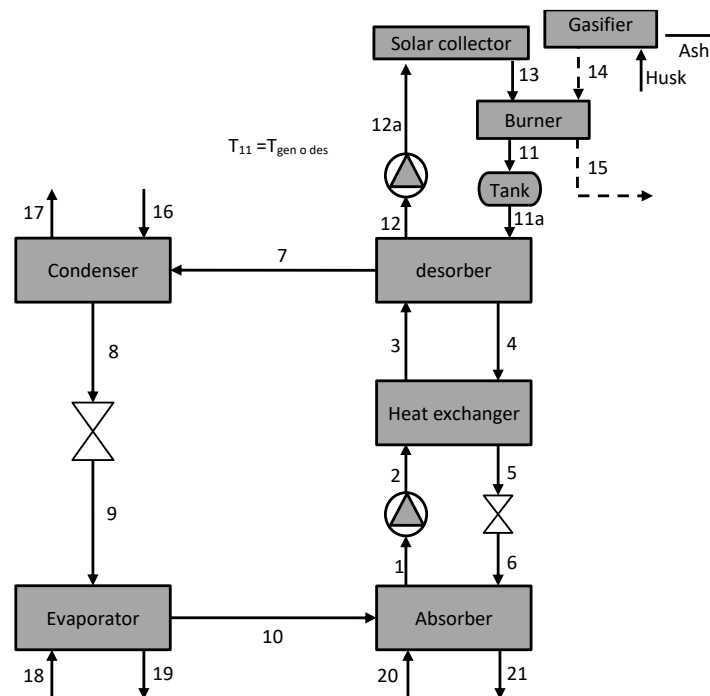 Gasifier
Solar collector
Ash
13
14
Husk
12a
Burner
T11 =Tgen o des
11
15
Tank
17
16
12
11a
Condenser
7
desorber
8
3
4
Heat exchanger
2
5
9
1
6
Evaporator
10
Absorber
18
19
20
21